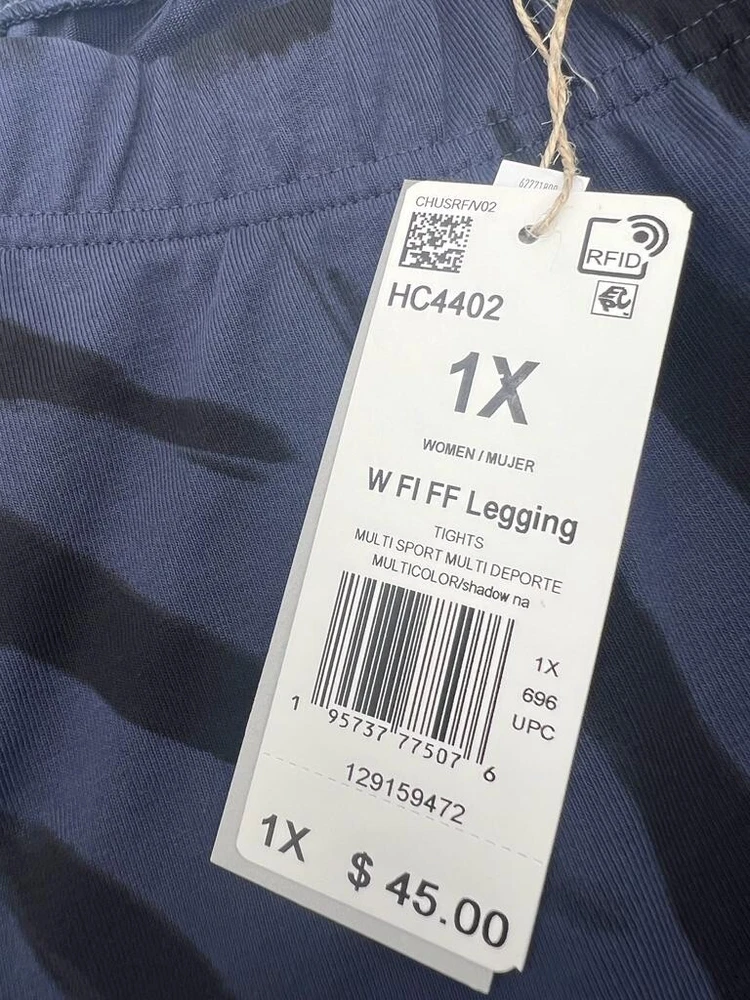 CHUSRF/V02
RFID
HC4402
1X
WOMEN / MUJER
W FI FF Legging
TIGHTS
MULTI SPORT MULTI DEPORTE
MULTICOLOR/shadow na
1X
696
UPC
1 95737 77507 6
129159472
1X $ 45.00